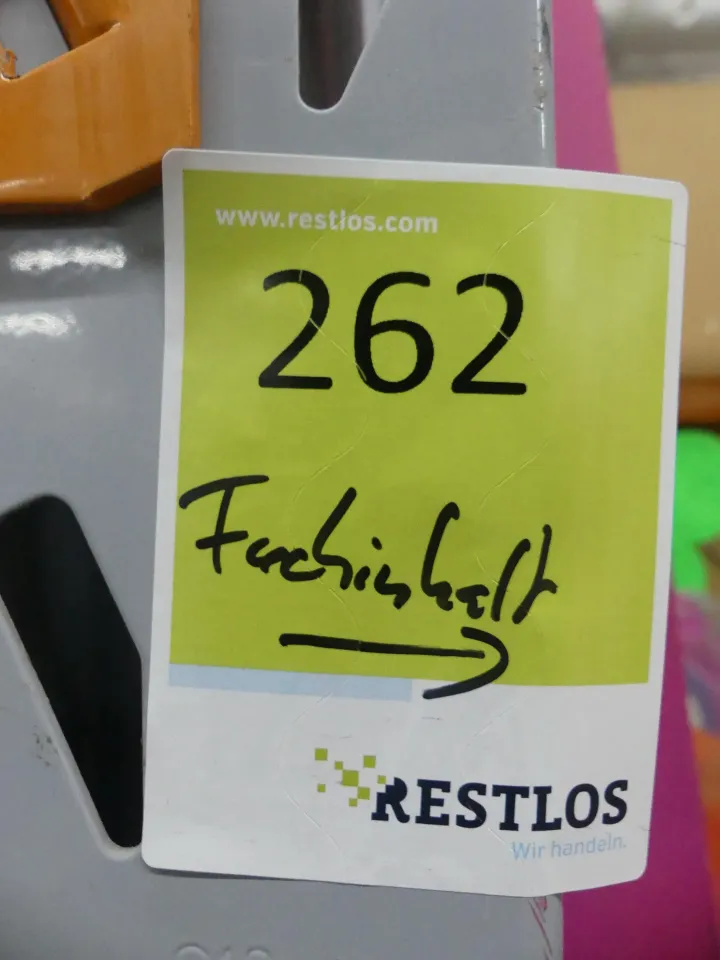 www.restlos.com
262
Fachinhalt
RESTLOS
Wir handeln.